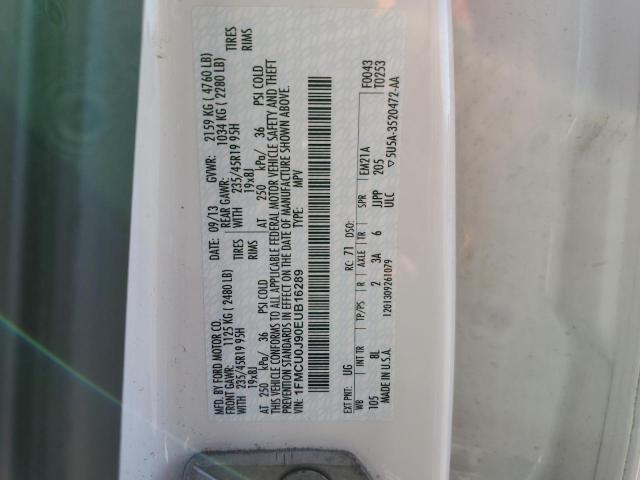 MFD. BY FORD MOTOR CO.
DATE: 09/13 GVWR: 2159 KG ( 4760 LB)
FRONT GAWR: 1125 KG ( 2480 LB) REAR GAWR: 1034 KG ( 2280 LB)
WITH 235/45R19 95H TIRES WITH 235/45R19 95H TIRES
19x8J RIMS 19x8J RIMS
AT 250 kPa/ 36 PSI COLD AT 250 kPa/ 36 PSI COLD
THIS VEHICLE CONFORMS TO ALL APPLICABLE FEDERAL MOTOR VEHICLE SAFETY AND THEFT
PREVENTION STANDARDS IN EFFECT ON THE DATE OF MANUFACTURE SHOWN ABOVE.
VIN: 1FMCU0J90EUB16289 TYPE: MPV
F0043
T0253
EXT PNT: UG RC: 71 DSO:
WB INT TR TP/PS R AXLE TR SPR EM21A
105 8L 2 3A 6 JJPP 205
MADE IN U.S.A. 1201309261079 ULC ▽5U5A-3520472-AA